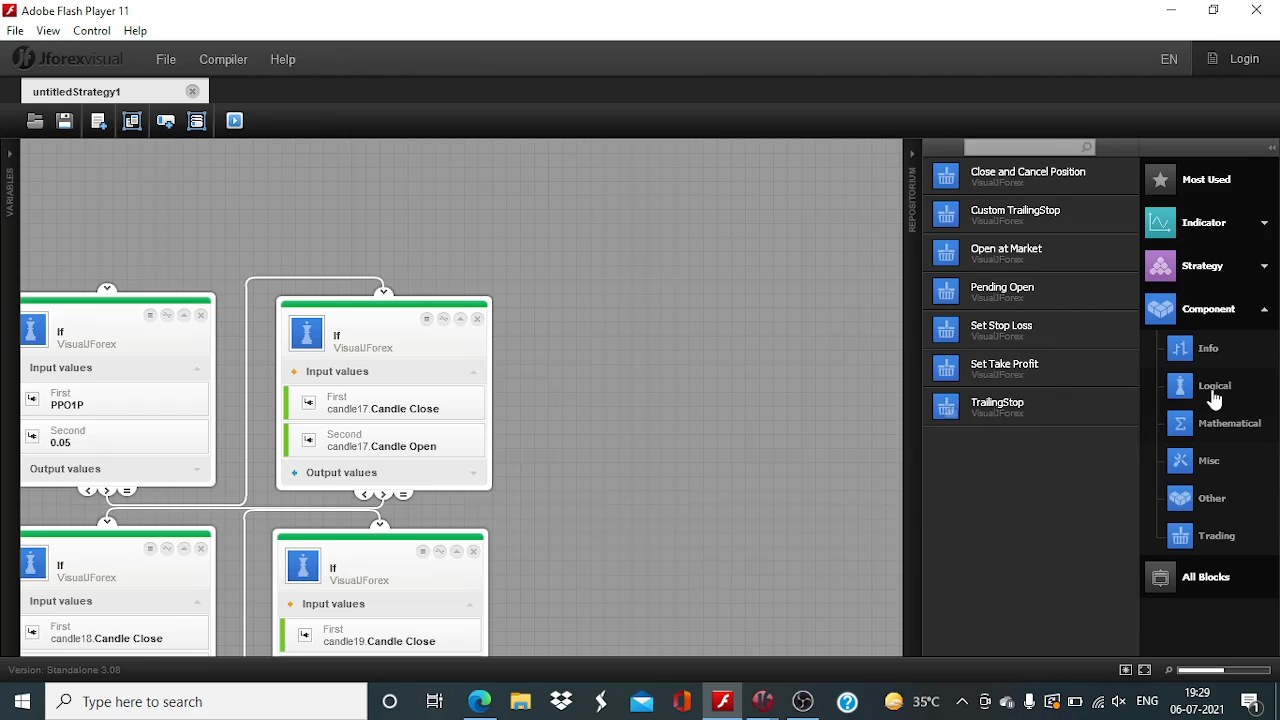 Adobe Flash Player 11
File View Control Help
Jforexvisual File Compiler Help EN Login
untitledStrategy1
VARIABLES
REPOSITORIUM
If
VisualJForex
Input values
First
PPO1P
Second
0.05
Output values
If
VisualJForex
Input values
First
candle17.Candle Close
Second
candle17.Candle Open
Output values
If
VisualJForex
Input values
First
candle18.Candle Close
If
VisualJForex
Input values
First
candle19.Candle Close
Close and Cancel Position
VisualJForex
Custom TrailingStop
VisualJForex
Open at Market
VisualJForex
Pending Open
VisualJForex
Set Stop Loss
VisualJForex
Set Take Profit
VisualJForex
TrailingStop
VisualJForex
Most Used
Indicator
Strategy
Component
Info
Logical
Mathematical
Misc
Other
Trading
All Blocks
Version: Standalone 3.08
Type here to search
35°C
ENG
19:29
06-07-2021
1